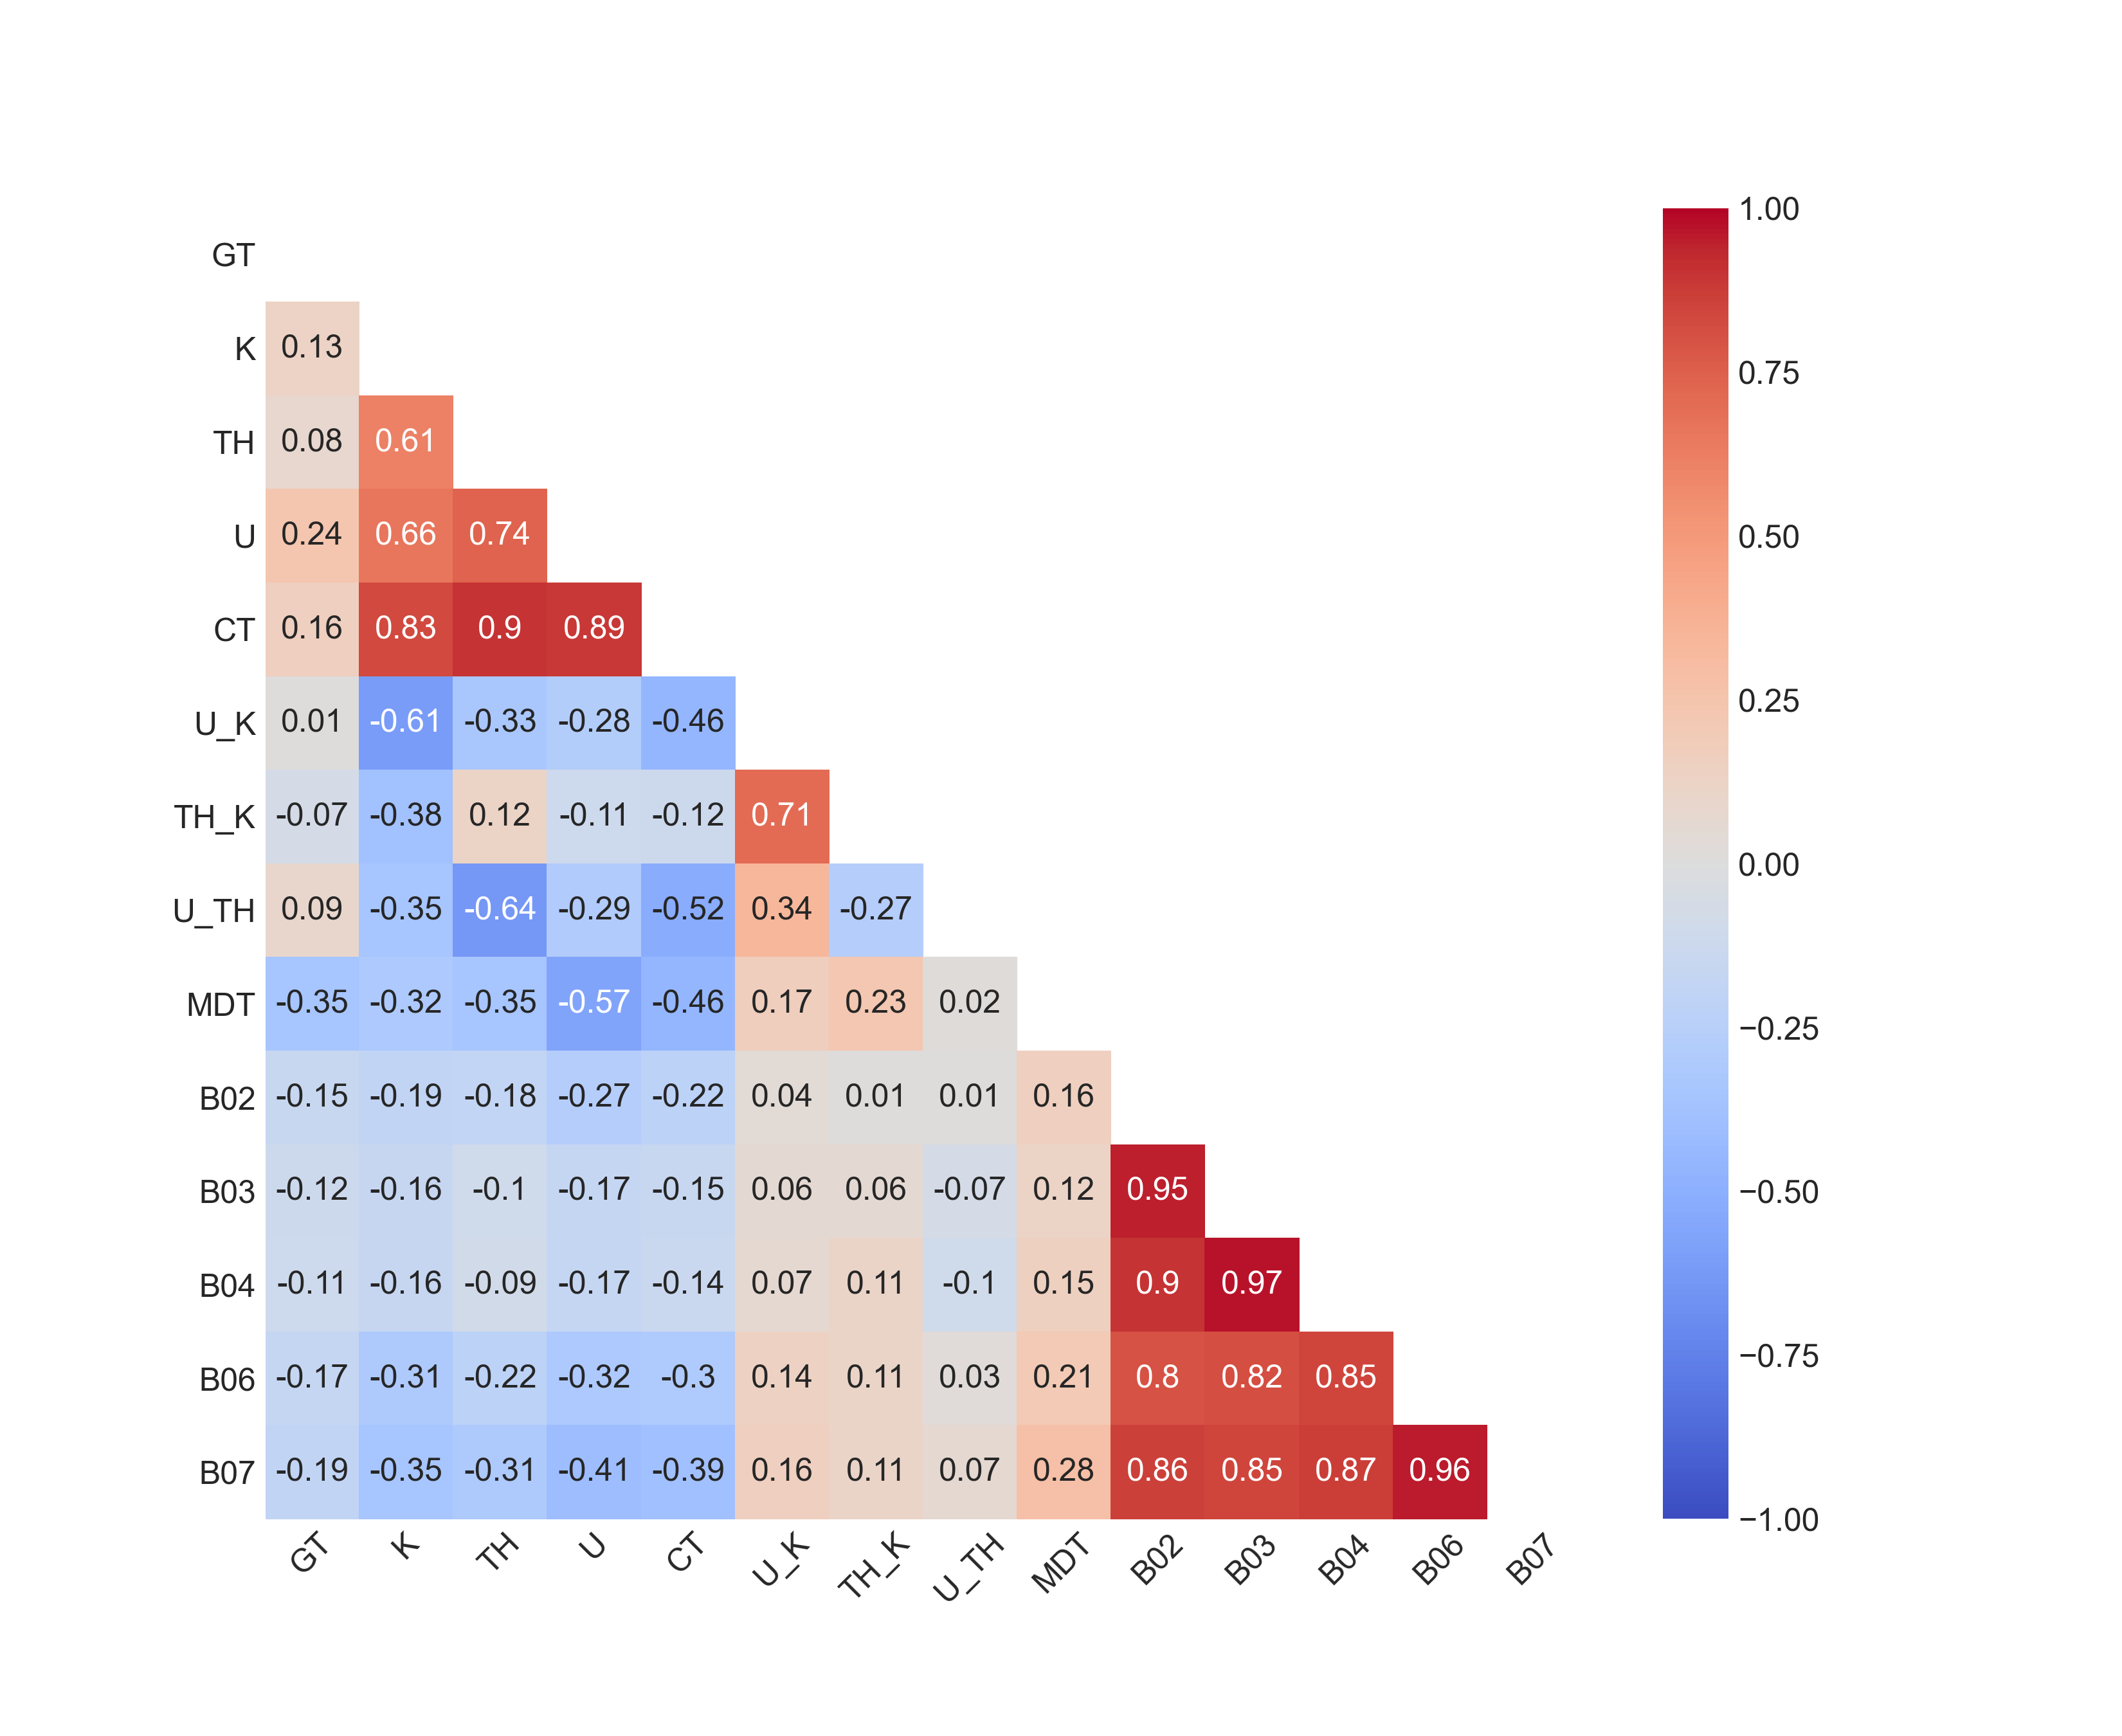 GT
K 0.13
TH 0.08 0.61
U 0.24 0.66 0.74
CT 0.16 0.83 0.9 0.89
U_K 0.01 -0.61 -0.33 -0.28 -0.46
TH_K -0.07 -0.38 0.12 -0.11 -0.12 0.71
U_TH 0.09 -0.35 -0.64 -0.29 -0.52 0.34 -0.27
MDT -0.35 -0.32 -0.35 -0.57 -0.46 0.17 0.23 0.02
B02 -0.15 -0.19 -0.18 -0.27 -0.22 0.04 0.01 0.01 0.16
B03 -0.12 -0.16 -0.1 -0.17 -0.15 0.06 0.06 -0.07 0.12 0.95
B04 -0.11 -0.16 -0.09 -0.17 -0.14 0.07 0.11 -0.1 0.15 0.9 0.97
B06 -0.17 -0.31 -0.22 -0.32 -0.3 0.14 0.11 0.03 0.21 0.8 0.82 0.85
B07 -0.19 -0.35 -0.31 -0.41 -0.39 0.16 0.11 0.07 0.28 0.86 0.85 0.87 0.96
GT K TH U CT U_K TH_K U_TH MDT B02 B03 B04 B06 B07
1.00
0.75
0.50
0.25
0.00
−0.25
−0.50
−0.75
−1.00